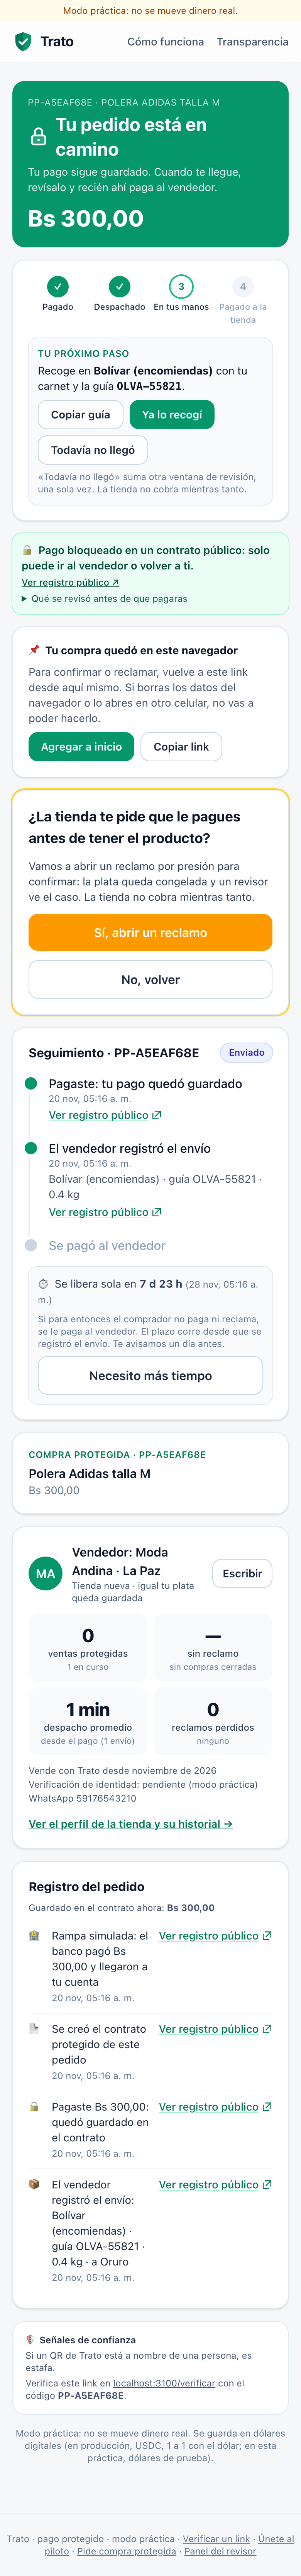 Modo práctica: no se mueve dinero real.
Trato
Cómo funciona
Transparencia
PP-A5EAF68E · POLERA ADIDAS TALLA M
Tu pedido está en
camino
Tu pago sigue guardado. Cuando te llegue,
revísalo y recién ahí paga al vendedor.
Bs 300,00
3
4
Pagado
Despachado
En tus manos
Pagado a la
tienda
TU PRÓXIMO PASO
Recoge en Bolívar (encomiendas) con tu
carnet y la guía OLVA-55821.
Copiar guía
Ya lo recogí
Todavía no llegó
«Todavía no llegó» suma otra ventana de revisión,
una sola vez. La tienda no cobra mientras tanto.
Pago bloqueado en un contrato público: solo
puede ir al vendedor o volver a ti.
Ver registro público ↗
▶ Qué se revisó antes de que pagaras
Tu compra quedó en este navegador
Para confirmar o reclamar, vuelve a este link
desde aquí mismo. Si borras los datos del
navegador o lo abres en otro celular, no vas a
poder hacerlo.
Agregar a inicio
Copiar link
¿La tienda te pide que le pagues
antes de tener el producto?
Vamos a abrir un reclamo por presión para
confirmar: la plata queda congelada y un revisor
ve el caso. La tienda no cobra mientras tanto.
Sí, abrir un reclamo
No, volver
Seguimiento · PP-A5EAF68E
Enviado
Pagaste: tu pago quedó guardado
20 nov, 05:16 a. m.
Ver registro público
El vendedor registró el envío
20 nov, 05:16 a. m.
Bolívar (encomiendas) · guía OLVA-55821 ·
0.4 kg
Ver registro público
Se pagó al vendedor
Se libera sola en 7 d 23 h (28 nov, 05:16 a.
m.)
Si para entonces el comprador no paga ni reclama,
se le paga al vendedor. El plazo corre desde que se
registró el envío. Te avisamos un día antes.
Necesito más tiempo
COMPRA PROTEGIDA · PP-A5EAF68E
Polera Adidas talla M
Bs 300,00
MA
Vendedor: Moda
Andina · La Paz
Tienda nueva · igual tu plata
queda guardada
Escribir
0
ventas protegidas
1 en curso
—
sin reclamo
sin compras cerradas
1 min
despacho promedio
desde el pago (1 envío)
0
reclamos perdidos
ninguno
Vende con Trato desde noviembre de 2026
Verificación de identidad: pendiente (modo práctica)
WhatsApp 59176543210
Ver el perfil de la tienda y su historial →
Registro del pedido
Guardado en el contrato ahora: Bs 300,00
Rampa simulada: el
banco pagó Bs
300,00 y llegaron a
tu cuenta
20 nov, 05:16 a. m.
Ver registro público
Se creó el contrato
protegido de este
pedido
20 nov, 05:16 a. m.
Ver registro público
Pagaste Bs 300,00:
quedó guardado en
el contrato
20 nov, 05:16 a. m.
Ver registro público
El vendedor
registró el envío:
Bolívar
(encomiendas) ·
guía OLVA-55821 ·
0.4 kg · a Oruro
20 nov, 05:16 a. m.
Ver registro público
Señales de confianza
Si un QR de Trato está a nombre de una persona, es
estafa.
Verifica este link en localhost:3100/verificar con el
código PP-A5EAF68E.
Modo práctica: no se mueve dinero real. Se guarda en dólares
digitales (en producción, USDC, 1 a 1 con el dólar; en esta
práctica, dólares de prueba).
Trato · pago protegido · modo práctica · Verificar un link · Únete al
piloto · Pide compra protegida · Panel del revisor